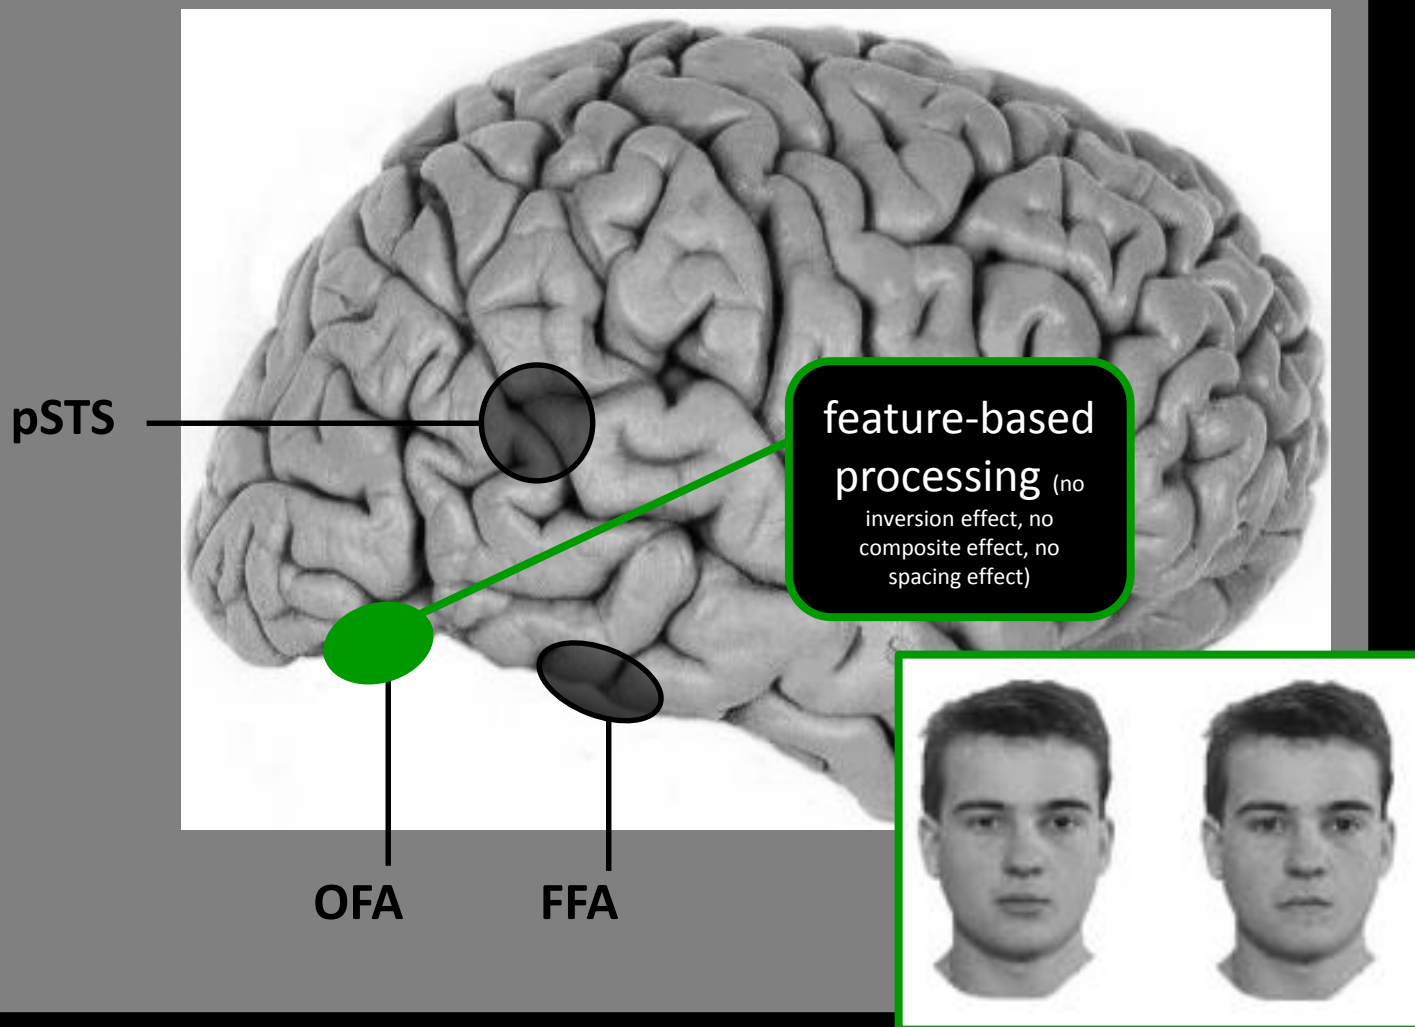 pSTS
feature-based
processing (no
inversion effect, no
composite effect, no
spacing effect)
OFA
FFA